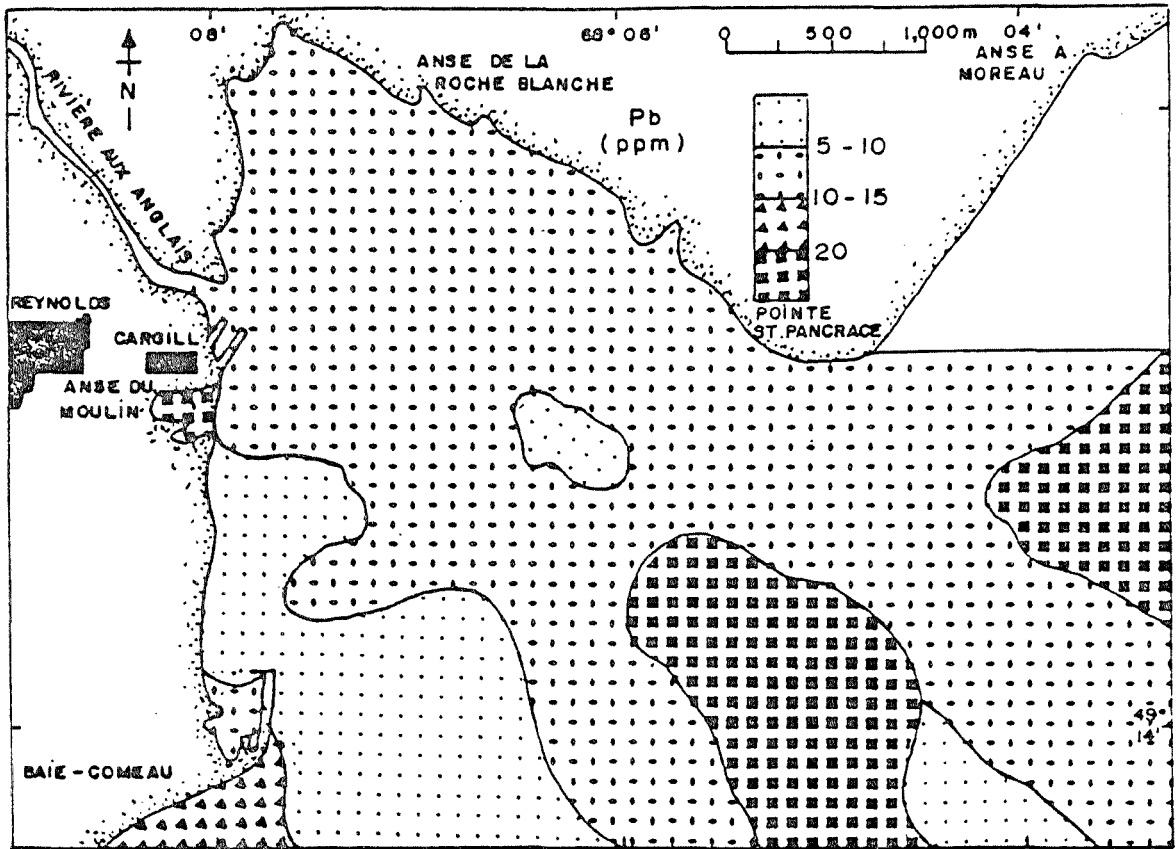 08'
68° 06'
0 500 1,000m
04'
ANSE A
MOREAU
N
ANSE DE LA
ROCHE BLANCHE
RIVIÈRE AUX ANGLAIS
Pb
(ppm)
5 - 10
10 - 15
20
POINTE
ST. PANCRACE
REYNOLDS
CARGILL
ANSE DU
MOULIN
49°
14'
BAIE - COMEAU